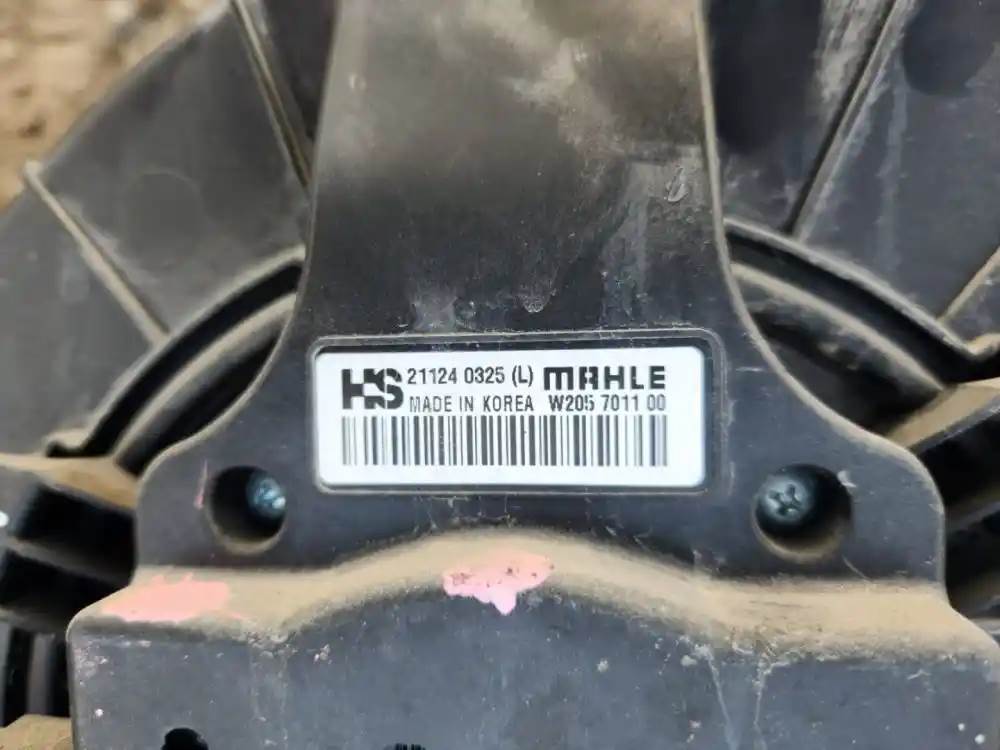 HS 21124 0325 (L) MAHLE
MADE IN KOREA W205 7011 00